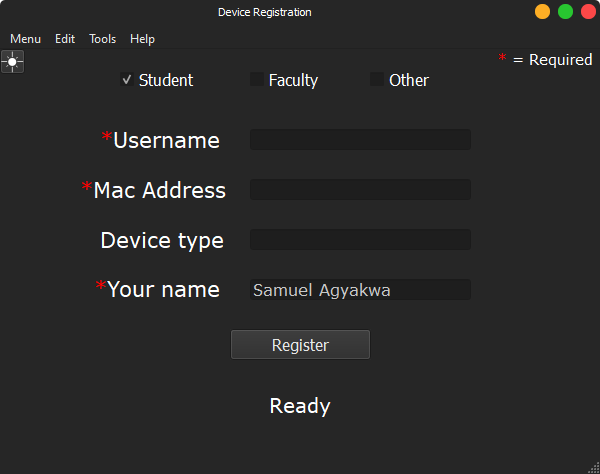 Device Registration
Menu Edit Tools Help
* = Required
Student Faculty Other
*Username
*Mac Address
Device type
*Your name Samuel Agyakwa
Register
Ready